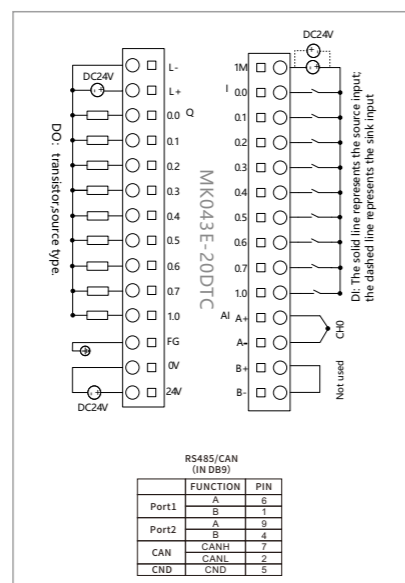 L-
DC24V
L+
0.0 Q
0.1
0.2
0.3
0.4
0.5
0.6
0.7
1.0
FG
0V
24V
DC24V
DO: transistor,source type.
MK043E-20DTC
DC24V
1M
I 0.0
0.1
0.2
0.3
0.4
0.5
0.6
0.7
1.0
AI A+
A-
CH0
B+
B-
Not used
DI: The solid line represents the source input;
the dashed line represents the sink input
RS485/CAN
(IN DB9)
FUNCTION PIN
Port1 A 6
B 1
Port2 A 9
B 4
CAN CANH 7
CANL 2
CND CND 5